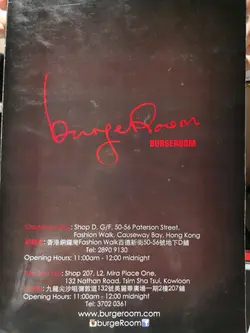 burgeRoom
BURGEROOM
Shop D, G/F, 50-56 Paterson Street,
Fashion Walk, Causeway Bay, Hong Kong
香港銅鑼灣Fashion Walk百德新街50-56號地下D鋪
Tel: 2890 9130
Opening Hours: 11:00am - 12:00 midnight
Shop 207, L2, Mira Place One,
132 Nathan Road, Tsim Sha Tsui, Kowloon
九龍尖沙咀彌敦道132號美麗華廣場一期2樓207鋪
Opening Hours: 11:00am - 12:00 midnight
Tel: 3702 0361
www.burgeroom.com
burgeRoom